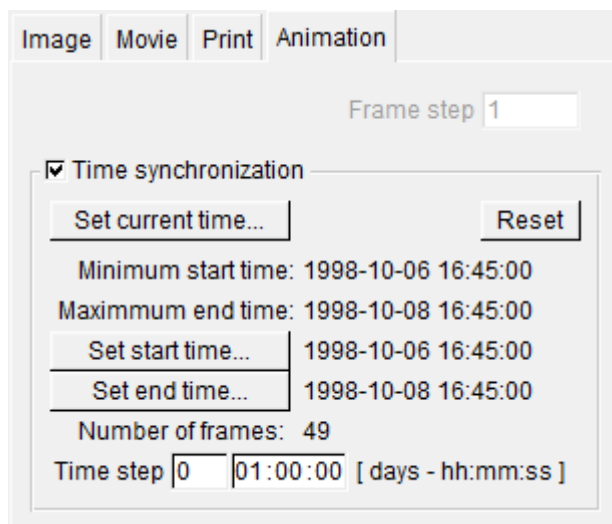 Image Movie Print Animation
Frame step 1
Time synchronization
Set current time... Reset
Minimum start time: 1998-10-06 16:45:00
Maximmum end time: 1998-10-08 16:45:00
Set start time... 1998-10-06 16:45:00
Set end time... 1998-10-08 16:45:00
Number of frames: 49
Time step 0 01:00:00 [ days - hh:mm:ss ]